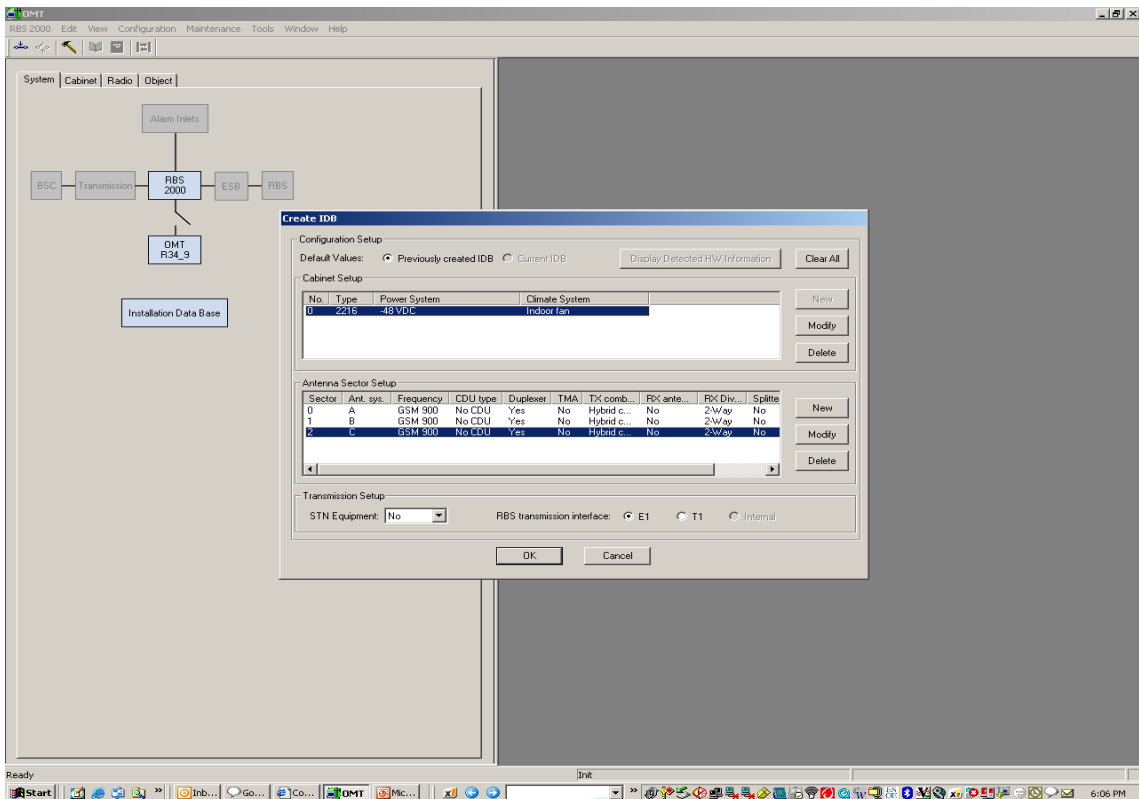 OMT
RBS 2000 Edit View Configuration Maintenance Tools Window Help
System Cabinet Radio Object
Alarm Inlets
BSC Transmission RBS 2000 ESB RBS
OMT R34_9
Installation Data Base
Create IDB
Configuration Setup
Default Values: Previously created IDB Current IDB Display Detected HW Information Clear All
Cabinet Setup
No. Type Power System Climate System
0 2216 -48 VDC Indoor fan
New
Modify
Delete
Antenna Sector Setup
Sector Ant. sys. Frequency CDU type Duplexer TMA TX comb... RX ante... RX Div... Splitte
0 A GSM 900 No CDU Yes No Hybrid c... No 2-Way No
1 B GSM 900 No CDU Yes No Hybrid c... No 2-Way No
2 C GSM 900 No CDU Yes No Hybrid c... No 2-Way No
New
Modify
Delete
Transmission Setup
STN Equipment: No RBS transmission interface: E1 T1 Internal
OK Cancel
Ready Init
Start Inb... Go... Co... OMT Mic... 6:06 PM